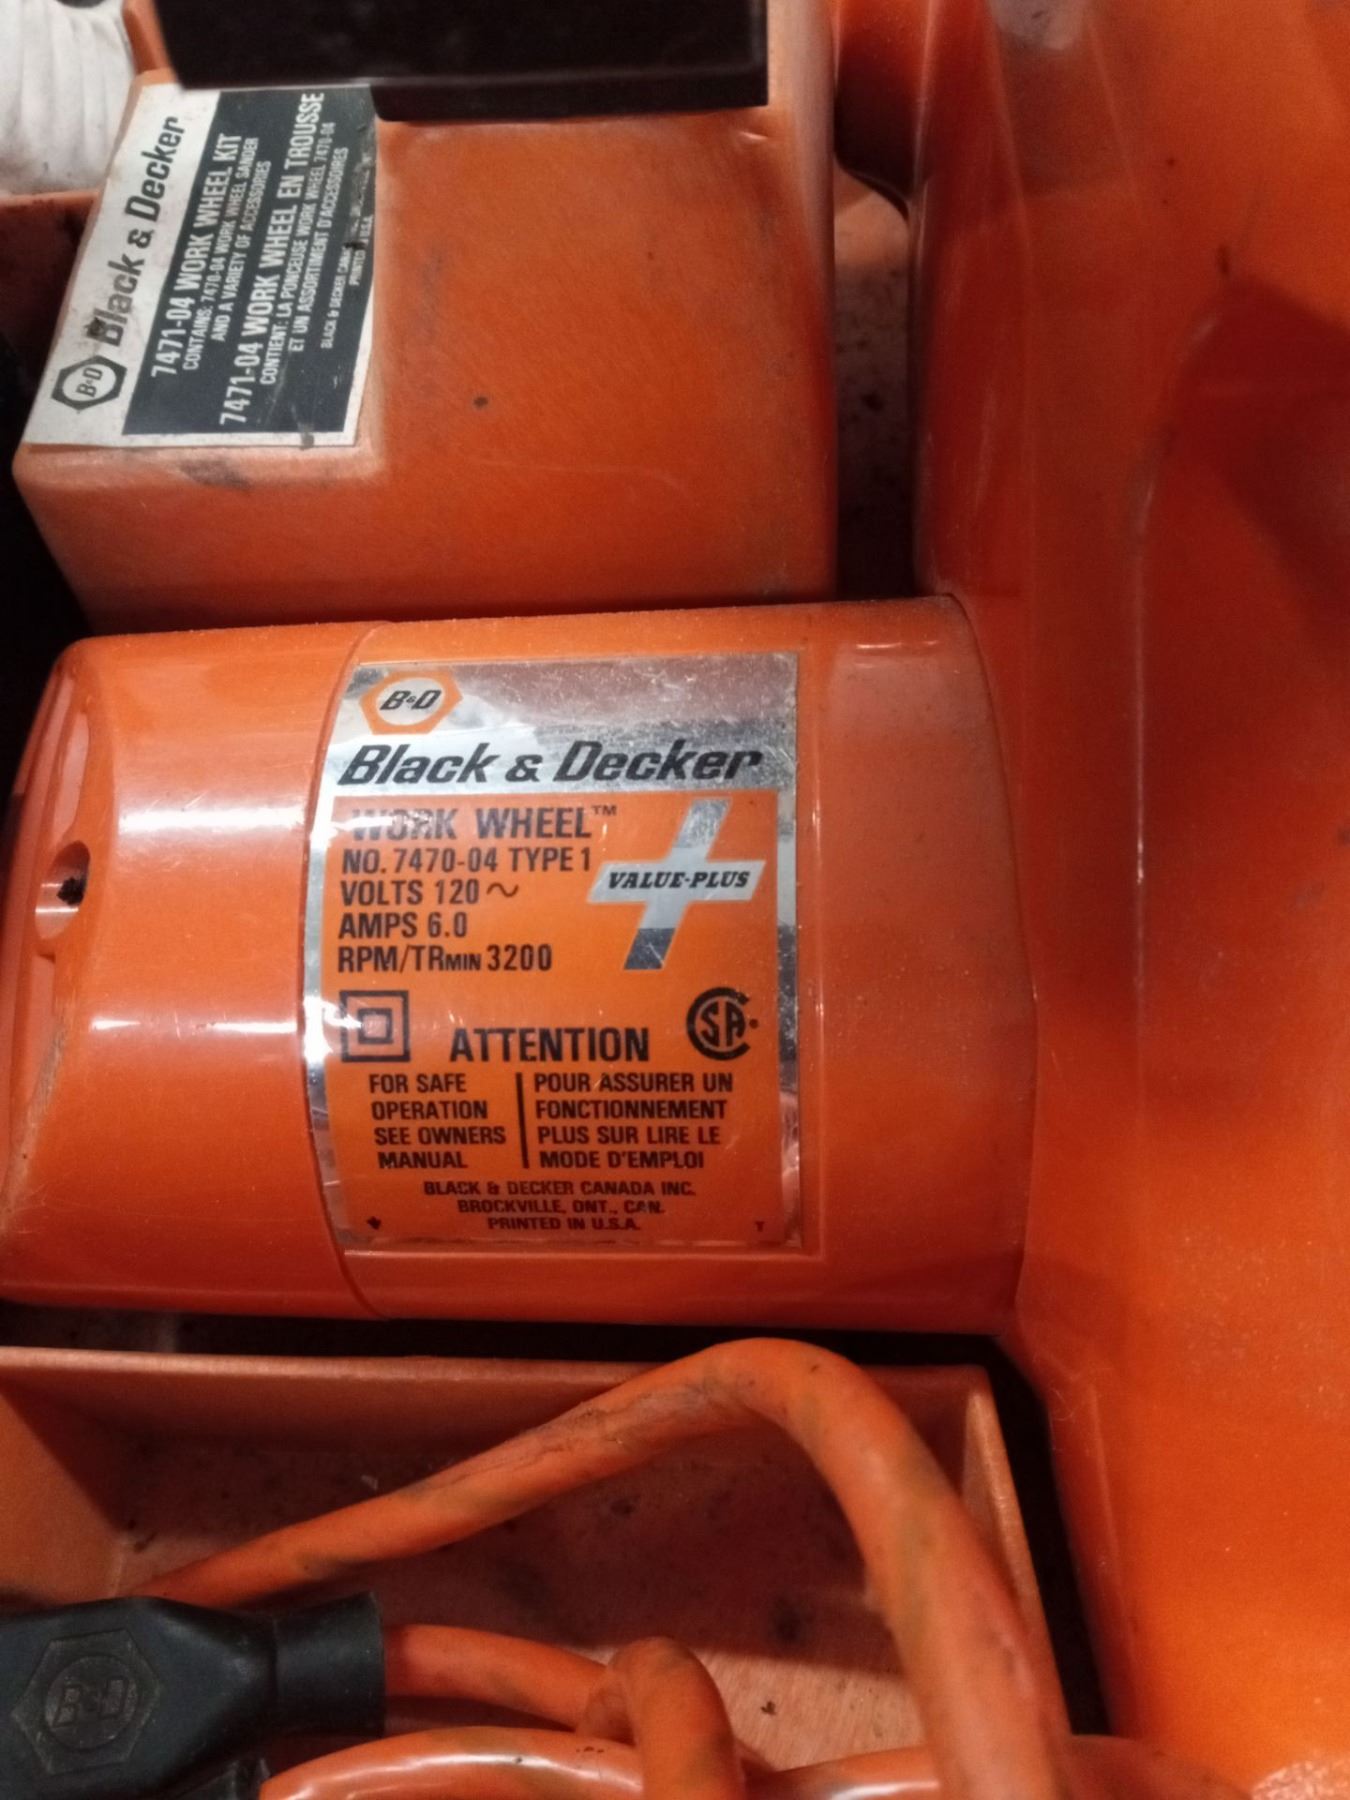 B&D Black & Decker
7471-04 WORK WHEEL KIT
CONTAINS: 7470-04 WORK WHEEL SANDER
AND A VARIETY OF ACCESSORIES
7471-04 WORK WHEEL EN TROUSSE
CONTIENT: LA PONCEUSE WORK WHEEL 7470-04
ET UN ASSORTIMENT D'ACCESSOIRES
BLACK & DECKER
PRINTED
B&D
Black & Decker
WORK WHEEL™
NO. 7470-04 TYPE 1
VOLTS 120 ~
AMPS 6.0
RPM/TRMIN 3200
VALUE-PLUS
ATTENTION
SA
FOR SAFE
OPERATION
SEE OWNERS
MANUAL
POUR ASSURER UN
FONCTIONNEMENT
PLUS SUR LIRE LE
MODE D'EMPLOI
BLACK & DECKER CANADA INC.
BROCKVILLE, ONT., CAN.
PRINTED IN U.S.A.
B&D